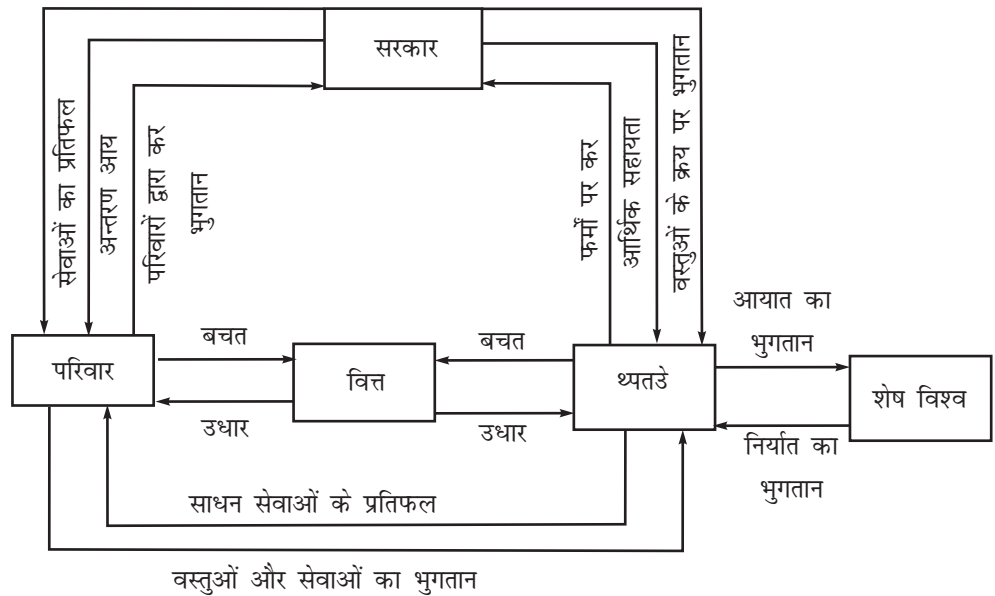 सरकार
सेवाओं का प्रतिफल
अन्तरण आय
परिवारों द्वारा कर
भुगतान
फर्मों पर कर
आर्थिक सहायता
वस्तुओं के क्रय पर भुगतान
आयात का
भुगतान
बचत
बचत
परिवार
वित्त
थ्पतउे
शेष विश्व
उधार
उधार
निर्यात का
भुगतान
साधन सेवाओं के प्रतिफल
वस्तुओं और सेवाओं का भुगतान